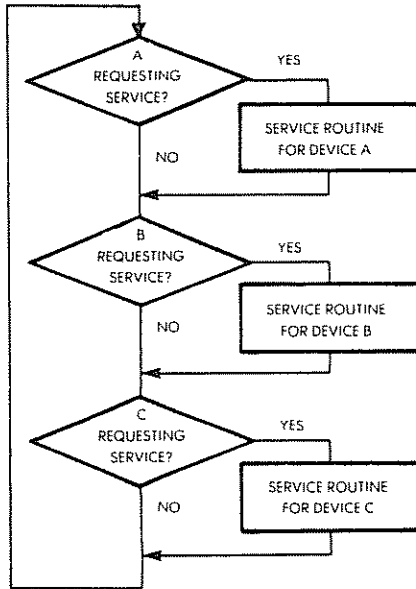 A
REQUESTING
SERVICE?
YES
SERVICE ROUTINE
FOR DEVICE A
NO
B
REQUESTING
SERVICE?
YES
SERVICE ROUTINE
FOR DEVICE B
NO
C
REQUESTING
SERVICE?
YES
SERVICE ROUTINE
FOR DEVICE C
NO